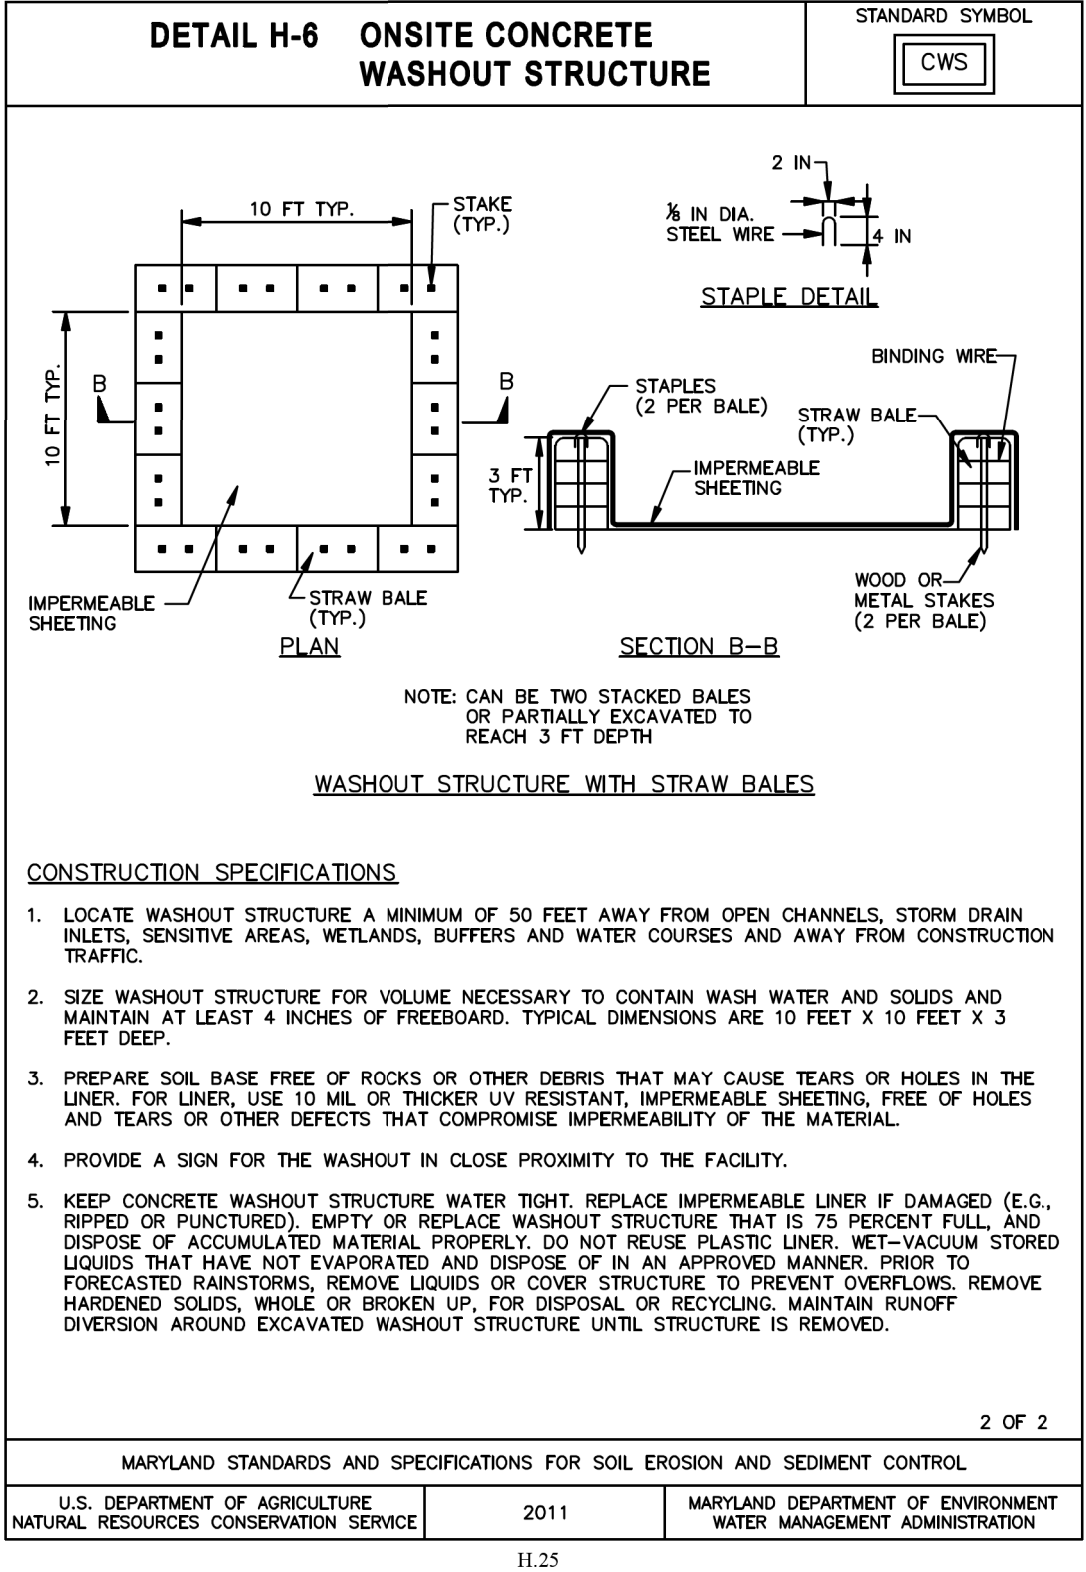 DETAIL H-6 ONSITE CONCRETE
WASHOUT STRUCTURE
STANDARD SYMBOL
CWS
2 IN
⅛ IN DIA.
STEEL WIRE
4 IN
STAPLE DETAIL
10 FT TYP.
STAKE
(TYP.)
10 FT TYP.
B
B
IMPERMEABLE
SHEETING
STRAW BALE
(TYP.)
PLAN
BINDING WIRE
STAPLES
(2 PER BALE)
STRAW BALE
(TYP.)
3 FT
TYP.
IMPERMEABLE
SHEETING
WOOD OR
METAL STAKES
(2 PER BALE)
SECTION B-B
NOTE: CAN BE TWO STACKED BALES
OR PARTIALLY EXCAVATED TO
REACH 3 FT DEPTH
WASHOUT STRUCTURE WITH STRAW BALES
CONSTRUCTION SPECIFICATIONS
1. LOCATE WASHOUT STRUCTURE A MINIMUM OF 50 FEET AWAY FROM OPEN CHANNELS, STORM DRAIN
INLETS, SENSITIVE AREAS, WETLANDS, BUFFERS AND WATER COURSES AND AWAY FROM CONSTRUCTION
TRAFFIC.
2. SIZE WASHOUT STRUCTURE FOR VOLUME NECESSARY TO CONTAIN WASH WATER AND SOLIDS AND
MAINTAIN AT LEAST 4 INCHES OF FREEBOARD. TYPICAL DIMENSIONS ARE 10 FEET X 10 FEET X 3
FEET DEEP.
3. PREPARE SOIL BASE FREE OF ROCKS OR OTHER DEBRIS THAT MAY CAUSE TEARS OR HOLES IN THE
LINER. FOR LINER, USE 10 MIL OR THICKER UV RESISTANT, IMPERMEABLE SHEETING, FREE OF HOLES
AND TEARS OR OTHER DEFECTS THAT COMPROMISE IMPERMEABILITY OF THE MATERIAL.
4. PROVIDE A SIGN FOR THE WASHOUT IN CLOSE PROXIMITY TO THE FACILITY.
5. KEEP CONCRETE WASHOUT STRUCTURE WATER TIGHT. REPLACE IMPERMEABLE LINER IF DAMAGED (E.G.,
RIPPED OR PUNCTURED). EMPTY OR REPLACE WASHOUT STRUCTURE THAT IS 75 PERCENT FULL, AND
DISPOSE OF ACCUMULATED MATERIAL PROPERLY. DO NOT REUSE PLASTIC LINER. WET-VACUUM STORED
LIQUIDS THAT HAVE NOT EVAPORATED AND DISPOSE OF IN AN APPROVED MANNER. PRIOR TO
FORECASTED RAINSTORMS, REMOVE LIQUIDS OR COVER STRUCTURE TO PREVENT OVERFLOWS. REMOVE
HARDENED SOLIDS, WHOLE OR BROKEN UP, FOR DISPOSAL OR RECYCLING. MAINTAIN RUNOFF
DIVERSION AROUND EXCAVATED WASHOUT STRUCTURE UNTIL STRUCTURE IS REMOVED.
2 OF 2
MARYLAND STANDARDS AND SPECIFICATIONS FOR SOIL EROSION AND SEDIMENT CONTROL
U.S. DEPARTMENT OF AGRICULTURE
NATURAL RESOURCES CONSERVATION SERVICE
2011
MARYLAND DEPARTMENT OF ENVIRONMENT
WATER MANAGEMENT ADMINISTRATION
H.25